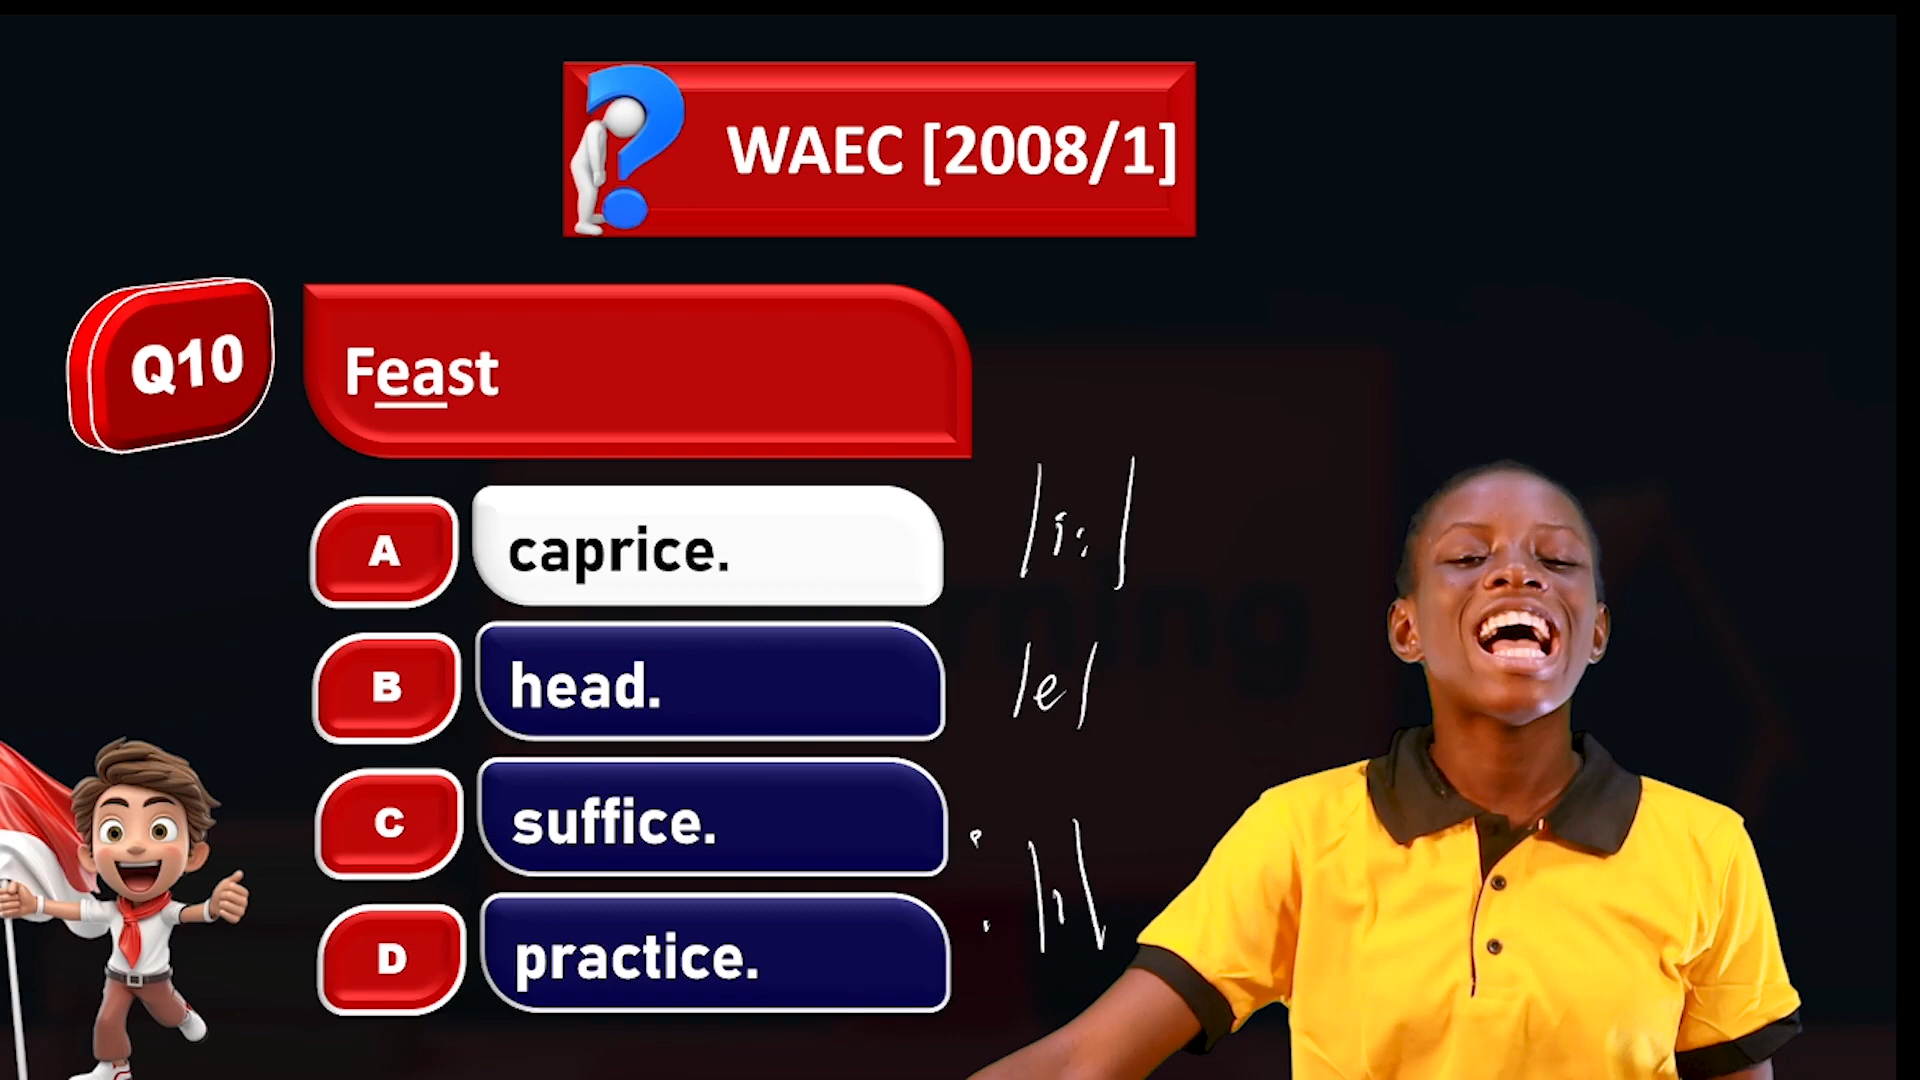 WAEC [2008/1]
Q10
Feast
A
caprice.
/i:/
B
head.
/e/
C
suffice.
D
practice.